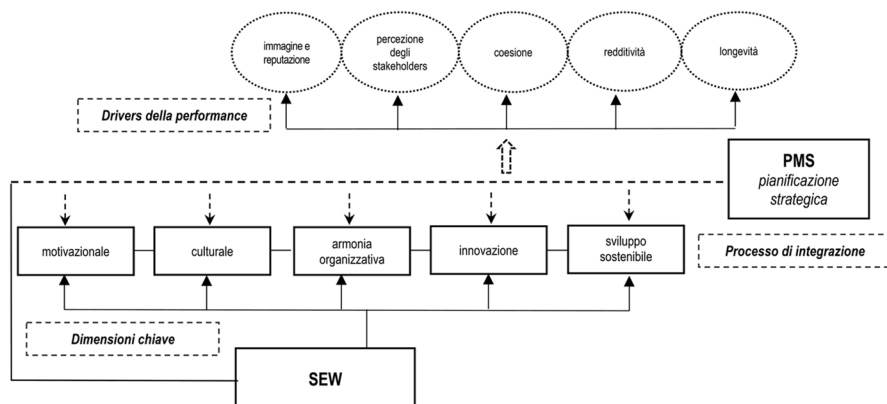 immagine e
reputazione
percezione
degli
stakeholders
coesione
redditività
longevità
Drivers della performance
PMS
pianificazione
strategica
motivazionale
culturale
armonia
organizzativa
innovazione
sviluppo
sostenibile
Processo di integrazione
Dimensioni chiave
SEW